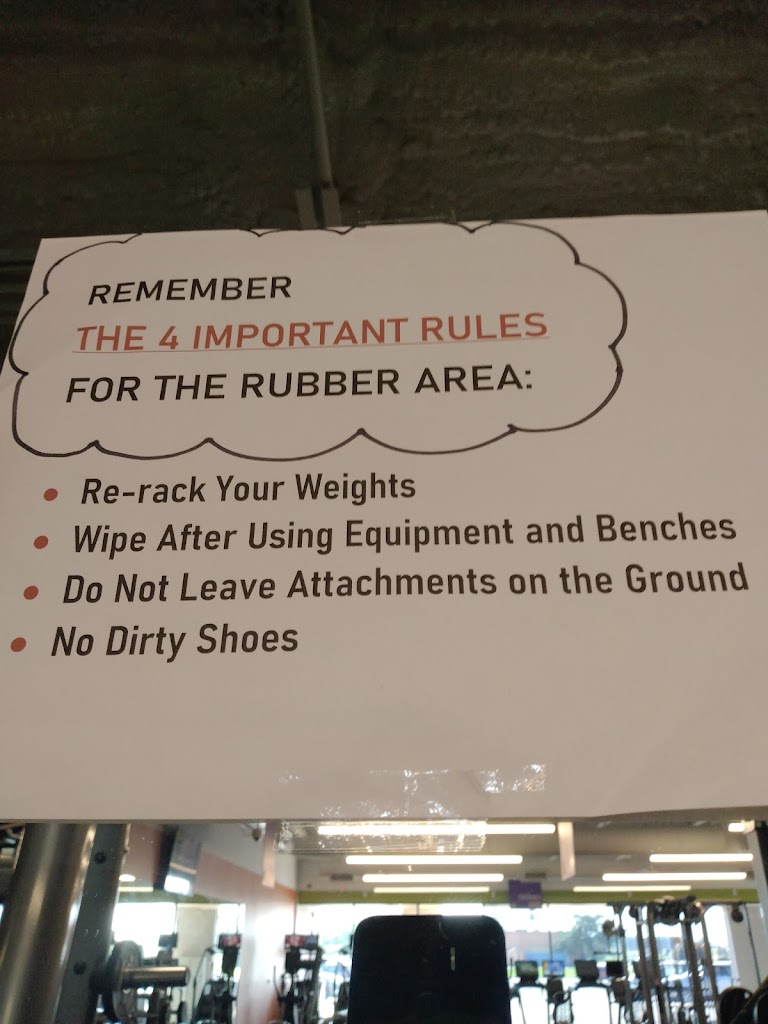 REMEMBER
THE 4 IMPORTANT RULES
FOR THE RUBBER AREA:
• Re-rack Your Weights
• Wipe After Using Equipment and Benches
• Do Not Leave Attachments on the Ground
• No Dirty Shoes